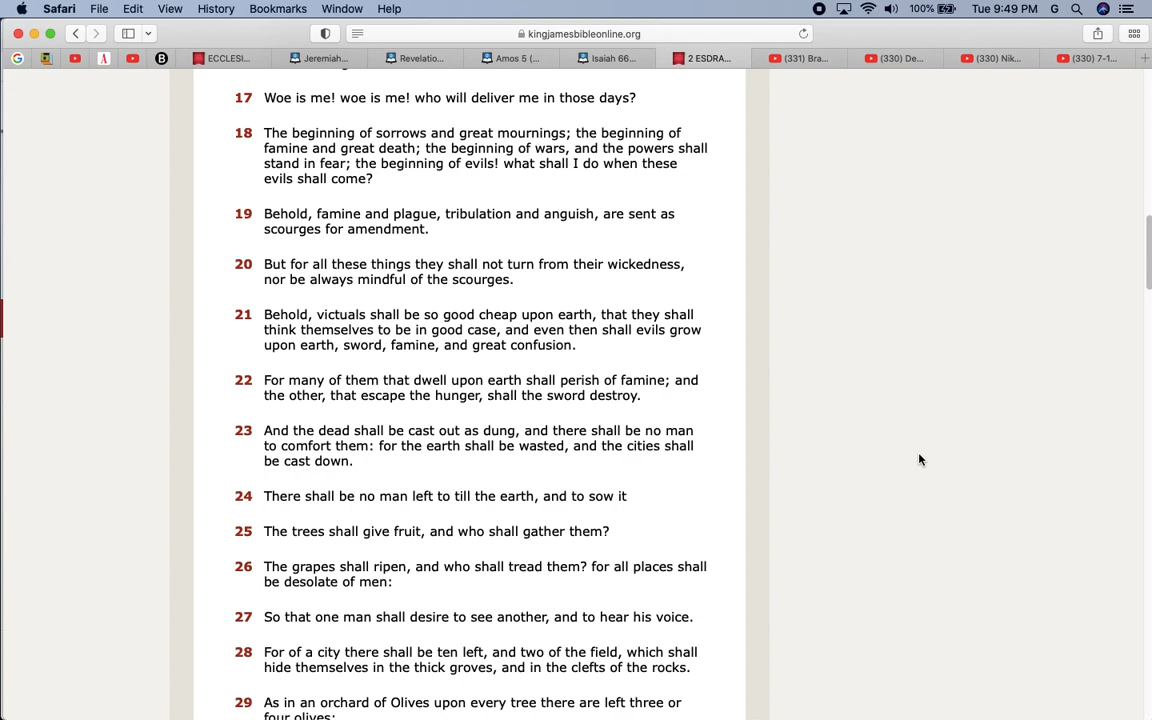 Safari File Edit View History Bookmarks Window Help 100% Tue 9:49 PM G
kingjamesbibleonline.org
G A B ECCLESI... Jeremiah... Revelatio... Amos 5 (... Isaiah 66... 2 ESDRA... (331) Bra... (330) De... (330) Nik... (330) 7-1...
17 Woe is me! woe is me! who will deliver me in those days?
18 The beginning of sorrows and great mournings; the beginning of
famine and great death; the beginning of wars, and the powers shall
stand in fear; the beginning of evils! what shall I do when these
evils shall come?
19 Behold, famine and plague, tribulation and anguish, are sent as
scourges for amendment.
20 But for all these things they shall not turn from their wickedness,
nor be always mindful of the scourges.
21 Behold, victuals shall be so good cheap upon earth, that they shall
think themselves to be in good case, and even then shall evils grow
upon earth, sword, famine, and great confusion.
22 For many of them that dwell upon earth shall perish of famine; and
the other, that escape the hunger, shall the sword destroy.
23 And the dead shall be cast out as dung, and there shall be no man
to comfort them: for the earth shall be wasted, and the cities shall
be cast down.
24 There shall be no man left to till the earth, and to sow it
25 The trees shall give fruit, and who shall gather them?
26 The grapes shall ripen, and who shall tread them? for all places shall
be desolate of men:
27 So that one man shall desire to see another, and to hear his voice.
28 For of a city there shall be ten left, and two of the field, which shall
hide themselves in the thick groves, and in the clefts of the rocks.
29 As in an orchard of Olives upon every tree there are left three or
four olives: